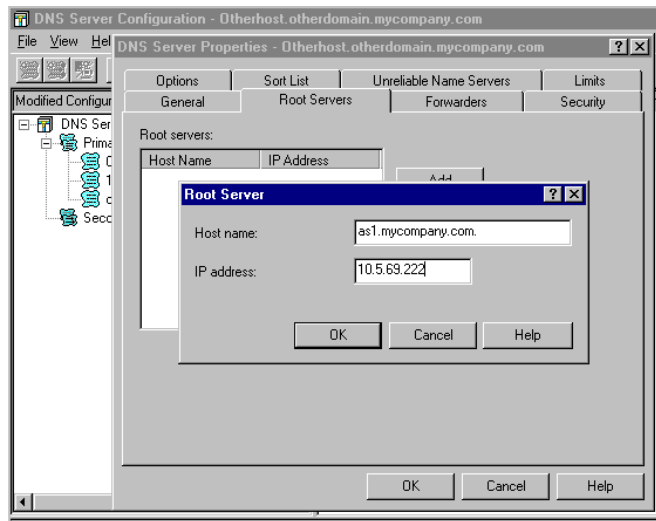 DNS Server Configuration - Otherhost.otherdomain.mycompany.com
File View Hel
DNS Server Properties - Otherhost.otherdomain.mycompany.com
Options Sort List Unreliable Name Servers Limits
General Root Servers Forwarders Security
Modified Configur
DNS Ser
Prima
1
Seco
Root servers:
Host Name IP Address
Add
Root Server
Host name: as1.mycompany.com.
IP address: 10.5.69.222
OK Cancel Help
OK Cancel Help